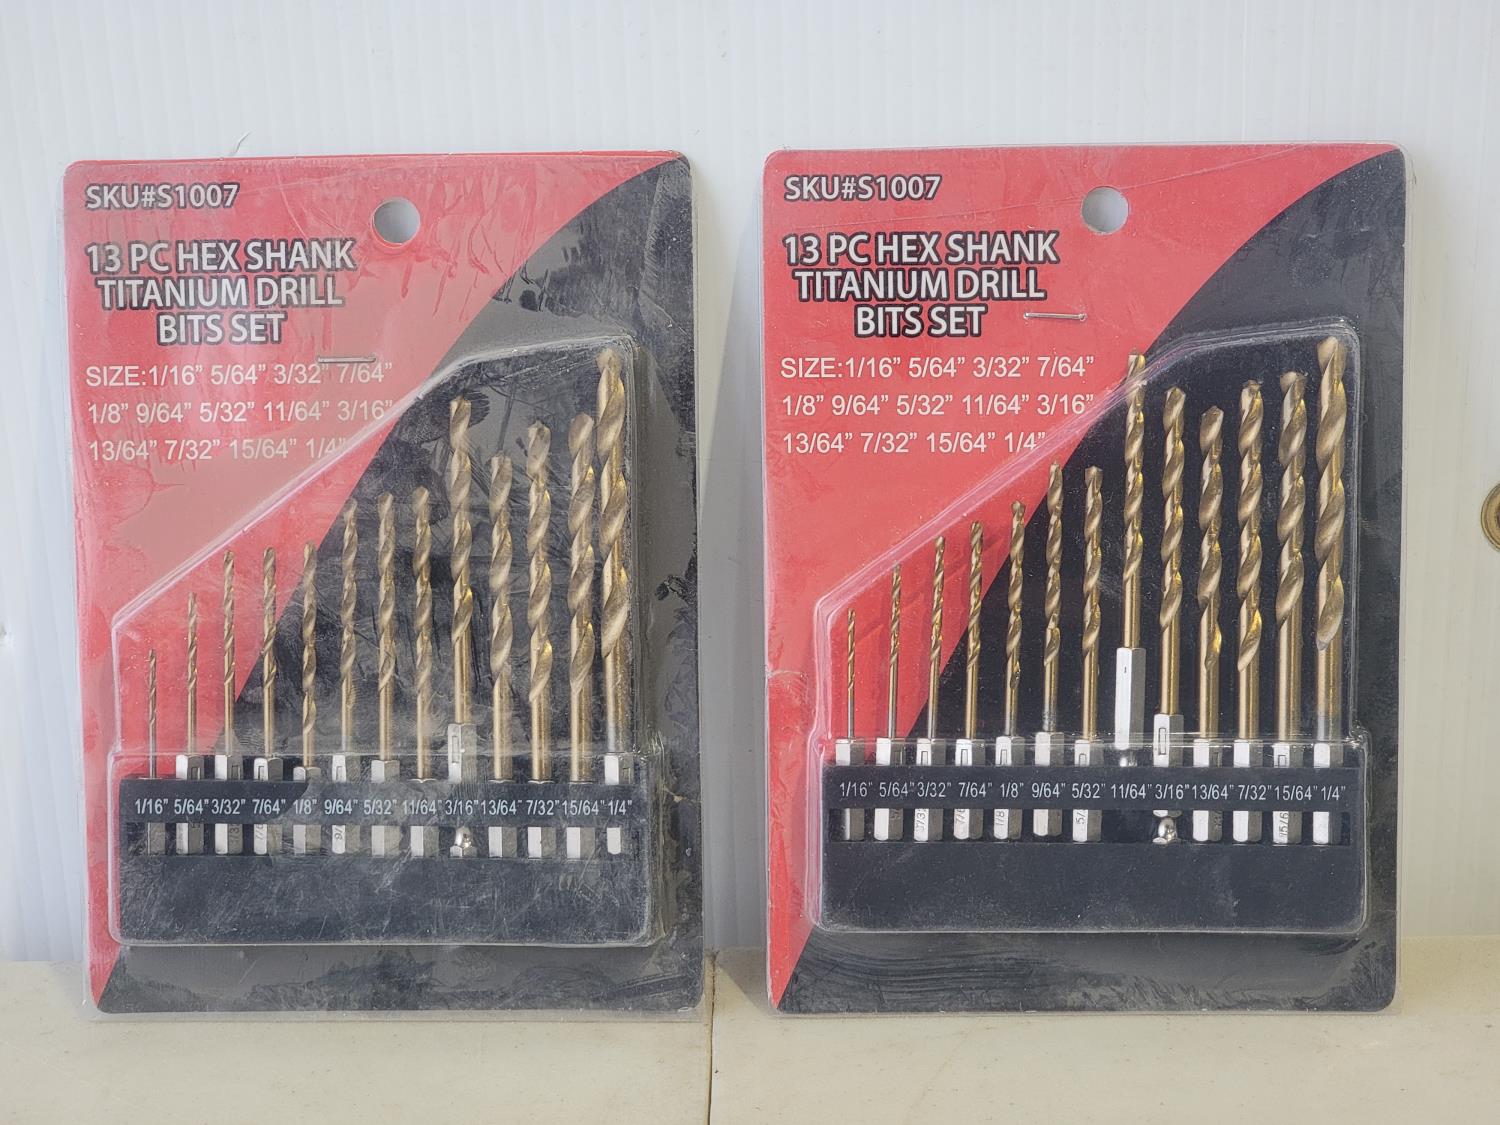 SKU#S1007
13 PC HEX SHANK
TITANIUM DRILL
BITS SET
SIZE:1/16" 5/64" 3/32" 7/64"
1/8" 9/64" 5/32" 11/64" 3/16"
13/64" 7/32" 15/64" 1/4"
1/16" 5/64" 3/32" 7/64" 1/8" 9/64" 5/32" 11/64" 3/16" 13/64" 7/32" 15/64" 1/4"
SKU#S1007
13 PC HEX SHANK
TITANIUM DRILL
BITS SET
SIZE:1/16" 5/64" 3/32" 7/64"
1/8" 9/64" 5/32" 11/64" 3/16"
13/64" 7/32" 15/64" 1/4"
1/16" 5/64" 3/32" 7/64" 1/8" 9/64" 5/32" 11/64" 3/16" 13/64" 7/32" 15/64" 1/4"